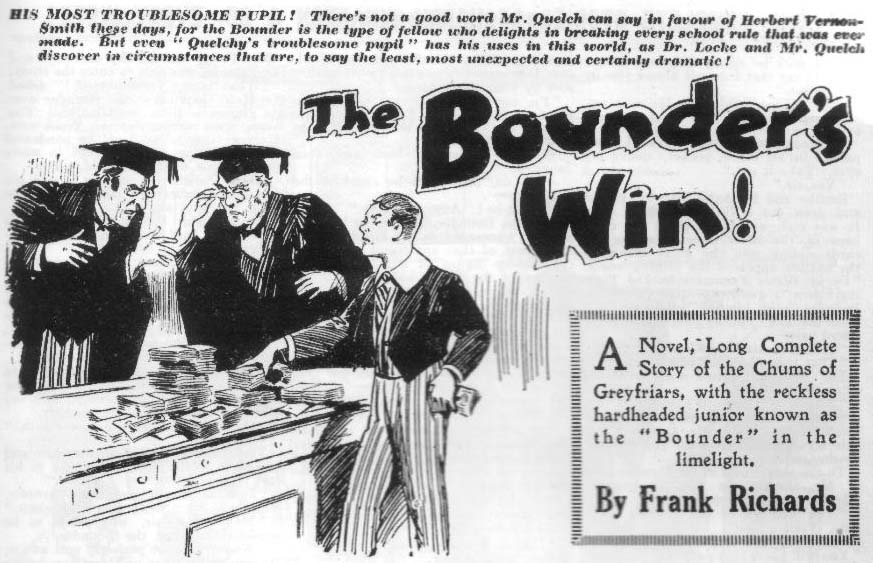 HIS MOST TROUBLESOME PUPIL! There's not a good word Mr. Quelch can say in favour of Herbert Vernon-
Smith these days, for the Bounder is the type of fellow who delights in breaking every school rule that was ever
made. But even "Quelchy's troublesome pupil" has his uses in this world, as Dr. Locke and Mr. Quelch
discover in circumstances that are, to say the least, most unexpected and certainly dramatic!
The Bounder's
Win!
A Novel, Long Complete
Story of the Chums of
Greyfriars, with the reckless
hardheaded junior known as
the "Bounder" in the
limelight.
By Frank Richards